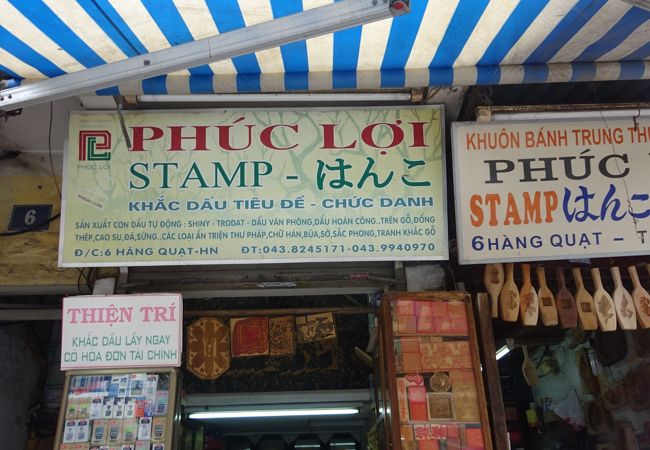 6
PHÚC LỢI
PHÚC LỢI
STAMP - はんこ
KHẮC DẤU TIÊU ĐỀ - CHỨC DANH
SẢN XUẤT CON DẤU TỰ ĐỘNG : SHINY - TRODAT - DẤU VĂN PHÒNG,DẤU HOÀN CÔNG...TRÊN GỖ,ĐỒNG
THÉP,CAO SU,ĐÁ,SỪNG..CÁC LOẠI ẤN TRIỆN THƯ PHÁP,CHỮ HÁN,BÙA,SỚ,SẮC PHONG,TRANH KHẮC GỖ
Đ/C: 6 HÀNG QUẠT-HN ĐT:043.8245171-043.9940970
KHUÔN BÁNH TRUNG TH
PHÚC
STAMP はんこ
6 HÀNG QUẠT -
THIỆN TRÍ
KHẮC DẤU LẤY NGAY
CÓ HÓA ĐƠN TÀI CHÍNH